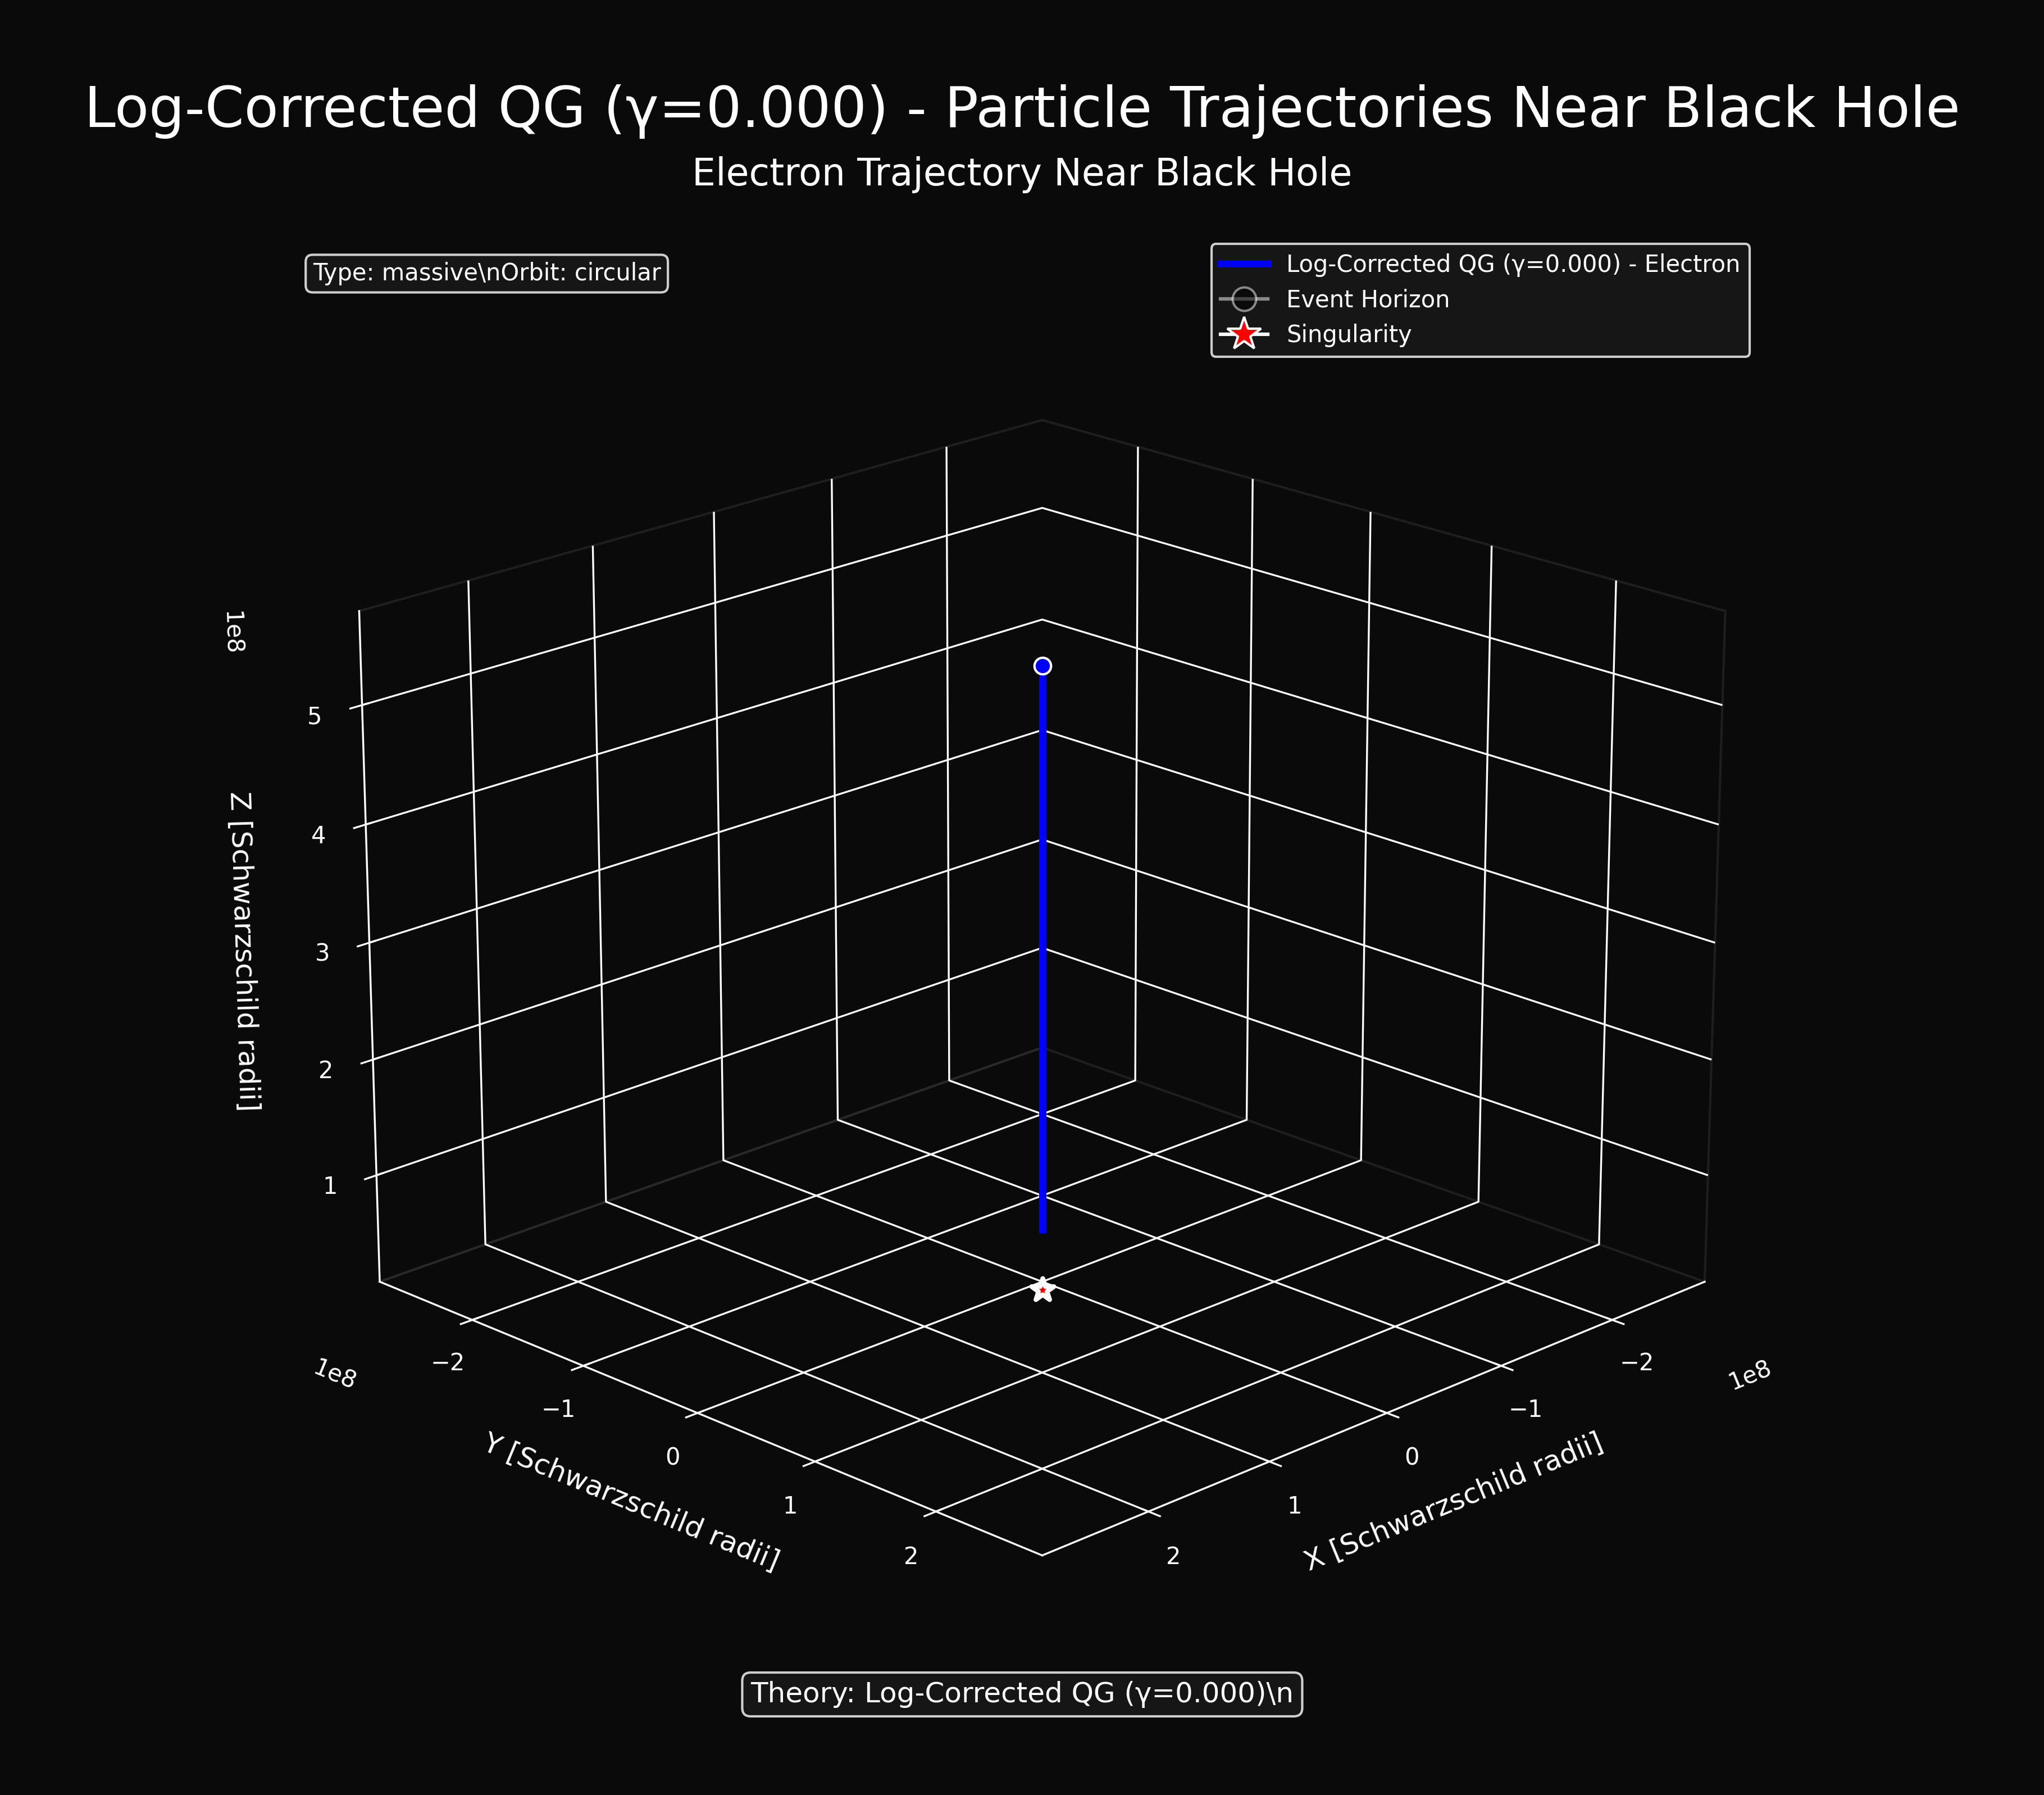 Log-Corrected QG (γ=0.000) - Particle Trajectories Near Black Hole
Electron Trajectory Near Black Hole
Type: massive\nOrbit: circular
Log-Corrected QG (γ=0.000) - Electron
Event Horizon
Singularity
1e8
5
4
3
2
1
Z [Schwarzschild radii]
1e8
−2
−1
0
1
2
Y [Schwarzschild radii]
1e8
−2
−1
0
1
2
X [Schwarzschild radii]
Theory: Log-Corrected QG (γ=0.000)\n